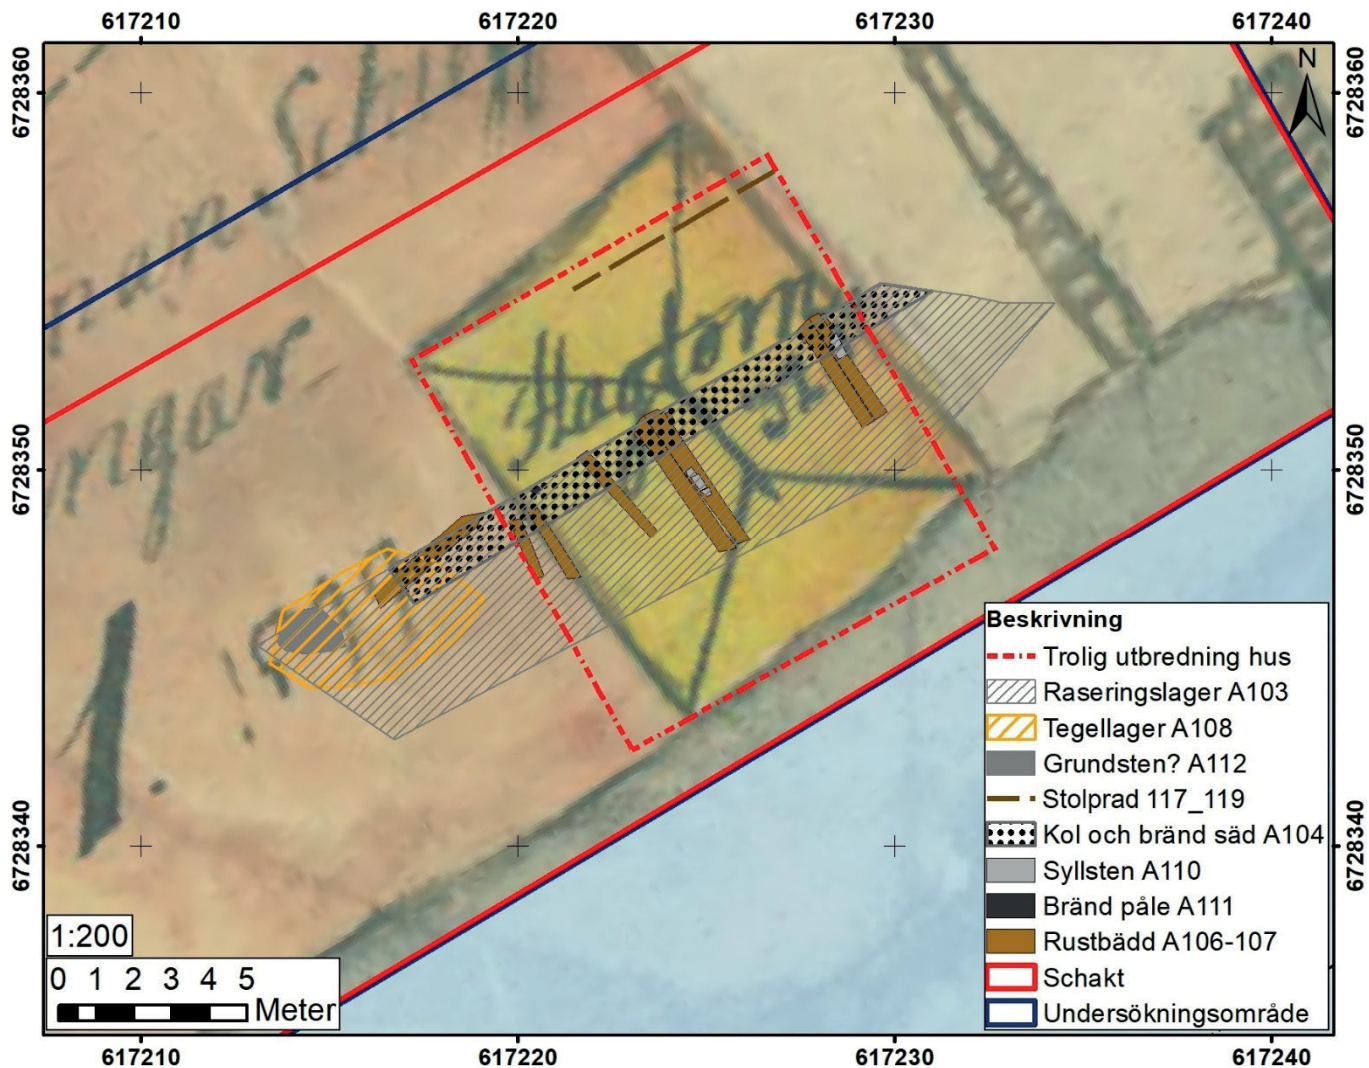 617210 617220 617230 617240
N
6728360 6728360
6728350 6728350
6728340 6728340
Beskrivning
Trolig utbredning hus
Raseringslager A103
Tegellager A108
Grundsten? A112
Stolprad 117_119
Kol och bränd säd A104
Syllsten A110
Bränd påle A111
Rustbädd A106-107
Schakt
Undersökningsområde
1:200
0 1 2 3 4 5
Meter
617210 617220 617230 617240